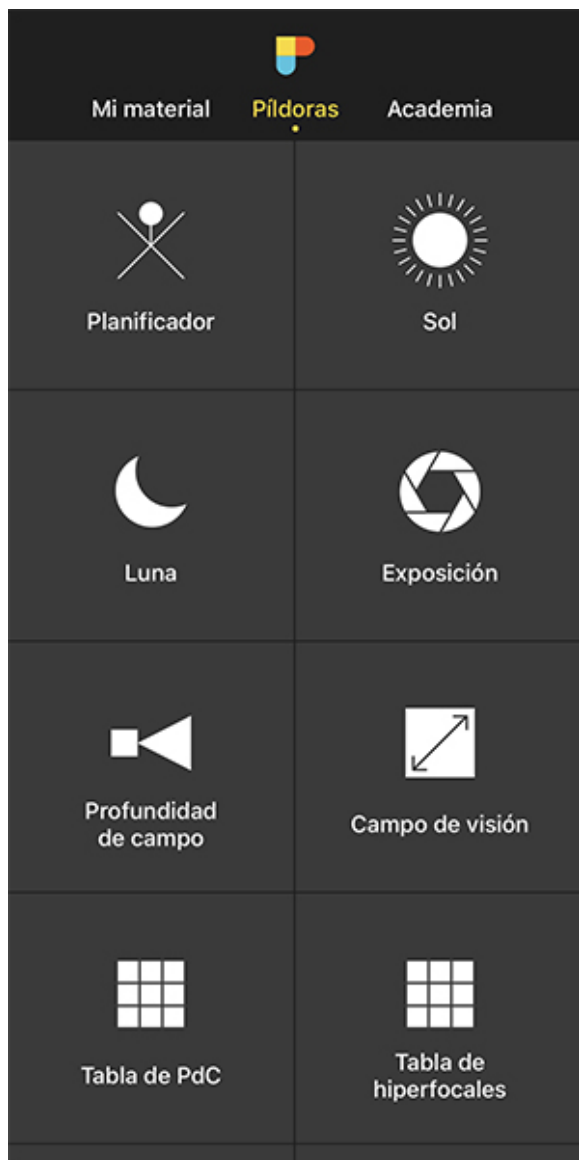 Mi material Píldoras Academia
Planificador
Sol
Luna
Exposición
Profundidad
de campo
Campo de visión
Tabla de PdC
Tabla de
hiperfocales